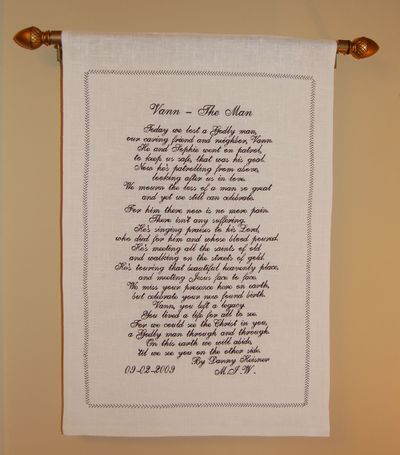 Vann - The Man
Today we lost a Godly man,
our caring friend and neighbor, Vann.
He and Sophie went on patrol,
to keep us safe, that was his goal.
Now he's patrolling from above,
looking after us in love.
We mourn the loss of a man so great
and yet we still can celebrate.
For him there now is no more pain.
There isn't any suffering.
He's singing praises to his Lord,
who died for him and whose blood poured.
He's meeting all the saints of old
and walking on the streets of gold.
He's touring that beautiful heavenly place,
and meeting Jesus face to face.
We miss your presence here on earth,
but celebrate your new found birth.
Vann, you left a legacy.
You lived a life for all to see.
For we could see the Christ in you,
a Godly man through and through.
On this earth we will abide,
'til we see you on the other side.
By Danny Heisner
09-02-2009 M.I.W.